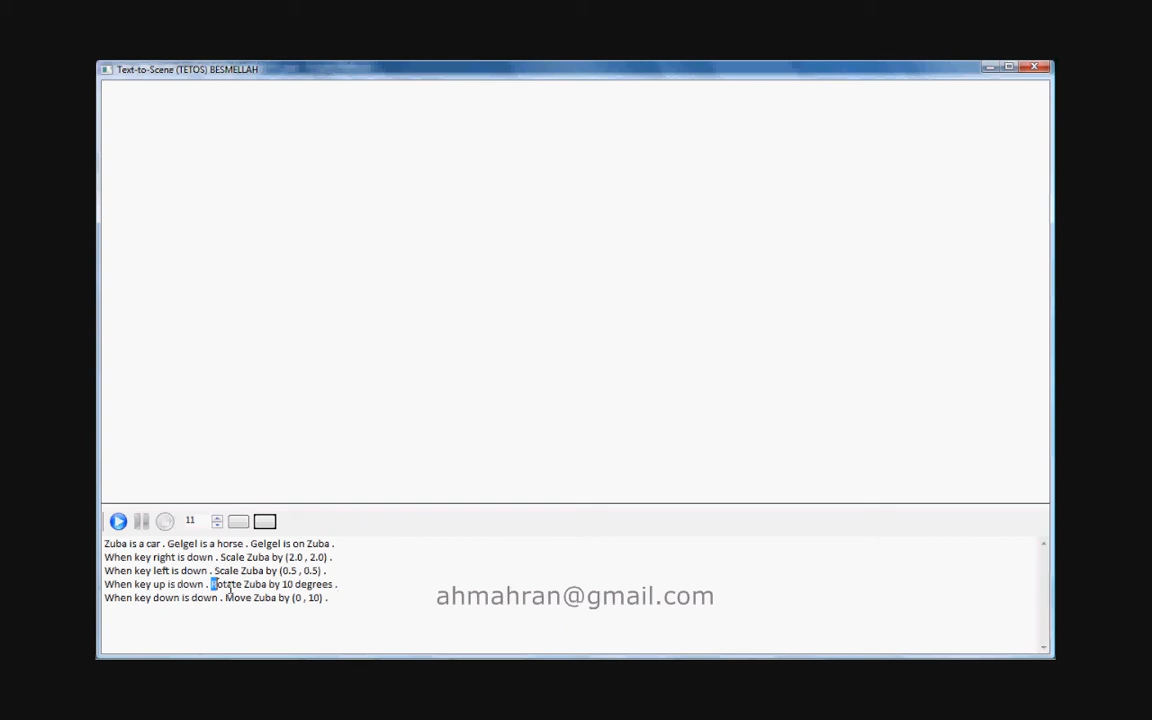 Text-to-Scene (TETOS) BESMELLAH
11
Zuba is a car . Gelgel is a horse . Gelgel is on Zuba .
When key right is down . Scale Zuba by (2.0 , 2.0) .
When key left is down . Scale Zuba by (0.5 , 0.5) .
When key up is down . Rotate Zuba by 10 degrees .
When key down is down . Move Zuba by (0 , 10) .
ahmahran@gmail.com